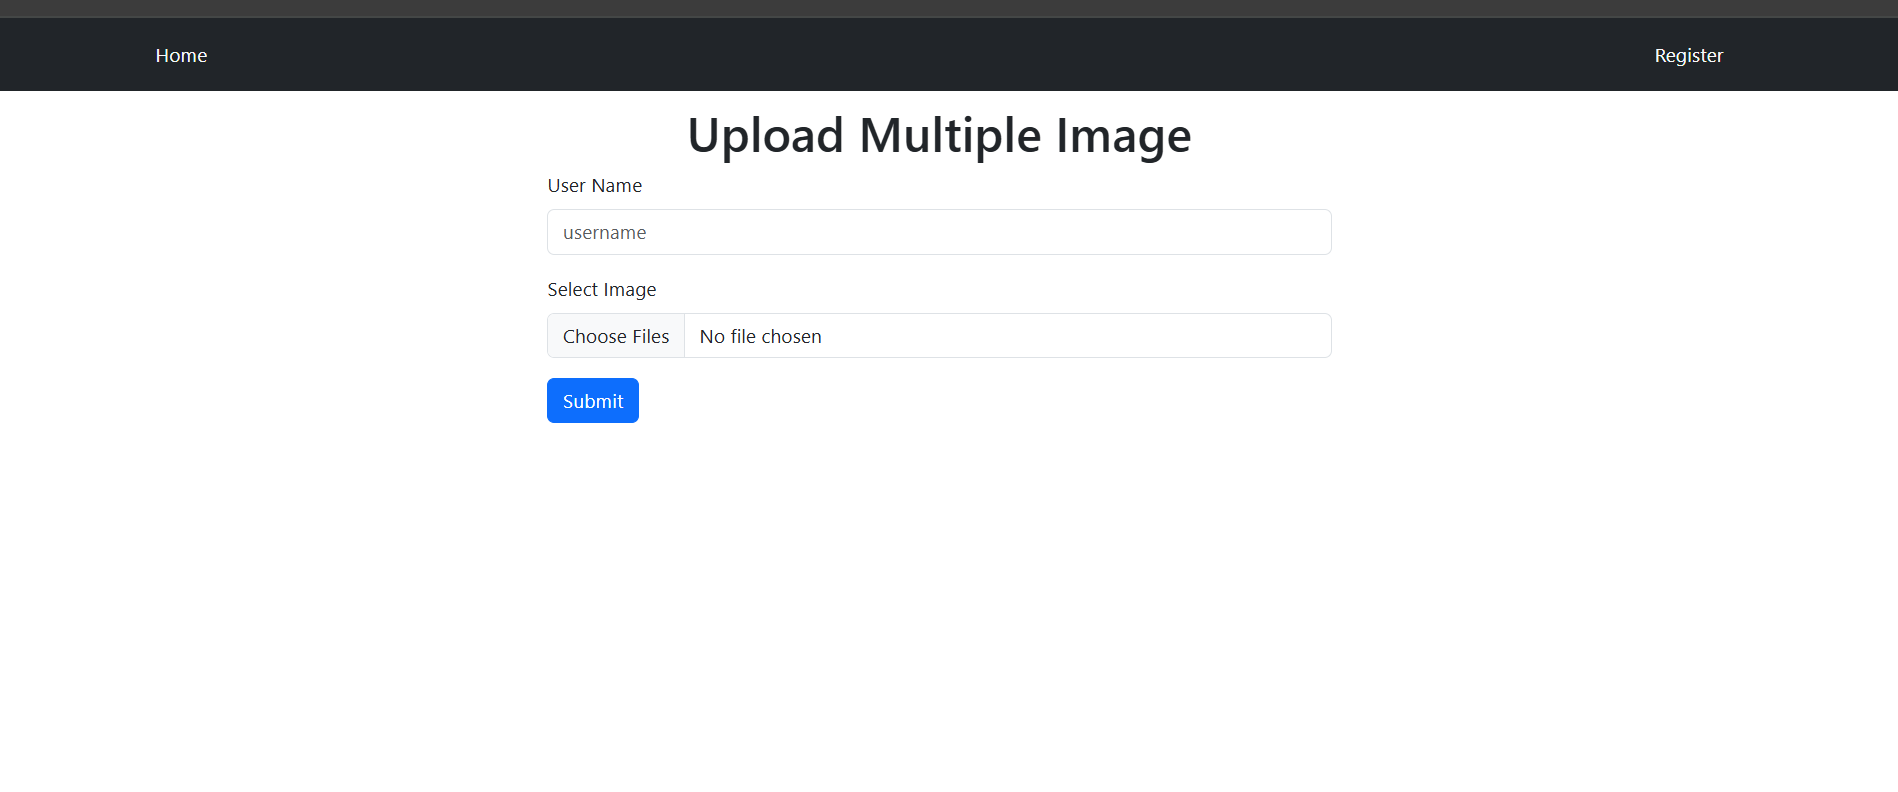 Home Register
Upload Multiple Image
User Name
username
Select Image
Choose Files No file chosen
Submit